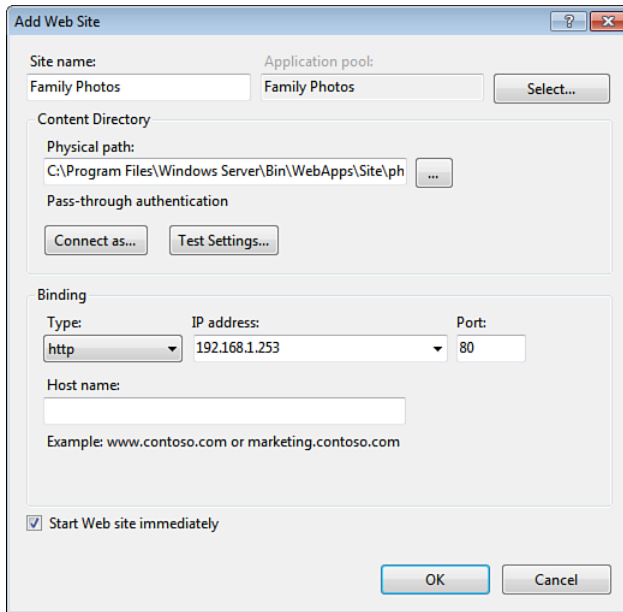 Add Web Site
?
Site name:
Application pool:
Family Photos
Family Photos
Select...
Content Directory
Physical path:
C:\Program Files\Windows Server\Bin\WebApps\Site\ph
...
Pass-through authentication
Connect as...
Test Settings...
Binding
Type:
IP address:
Port:
http
192.168.1.253
80
Host name:
Example: www.contoso.com or marketing.contoso.com
Start Web site immediately
OK
Cancel